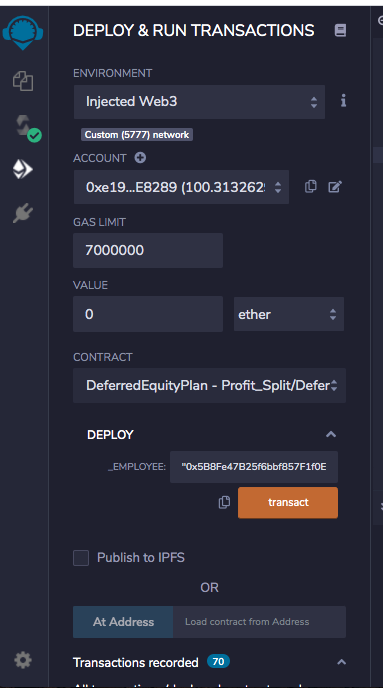 DEPLOY & RUN TRANSACTIONS
ENVIRONMENT
Injected Web3
Custom (5777) network
ACCOUNT
0xe19...E8289 (100.3132629
GAS LIMIT
7000000
VALUE
0 ether
CONTRACT
DeferredEquityPlan - Profit_Split/Defer
DEPLOY
_EMPLOYEE: "0x5B8Fe47B25f6bbf857F1f0E
transact
Publish to IPFS
OR
At Address Load contract from Address
Transactions recorded 70